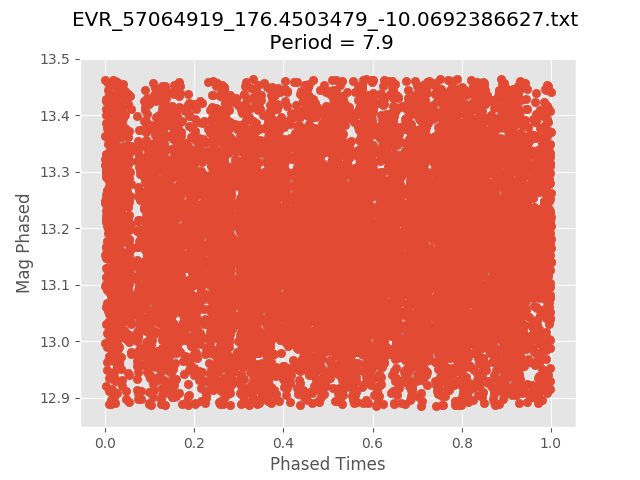 EVR_57064919_176.4503479_-10.0692386627.txt
Period = 7.9
13.5
13.4
13.3
13.2
13.1
13.0
12.9
Mag Phased
0.0 0.2 0.4 0.6 0.8 1.0
Phased Times